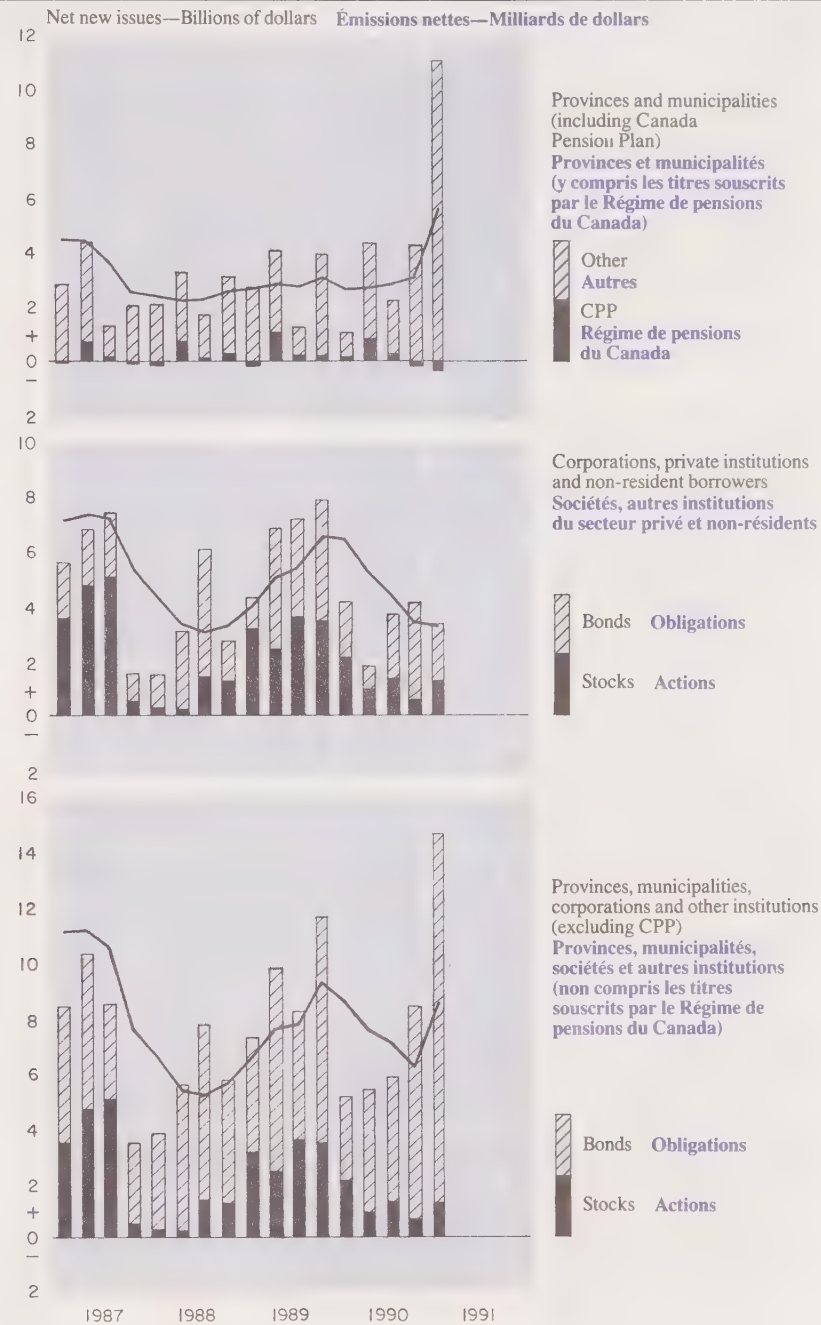 Net new issues—Billions of dollars Émissions nettes—Milliards de dollars
12
10
8
6
4
2
+
0
−
2
Provinces and municipalities
(including Canada
Pension Plan)
Provinces et municipalités
(y compris les titres souscrits
par le Régime de pensions
du Canada)
Other
Autres
CPP
Régime de pensions
du Canada
10
8
6
4
2
+
0
−
2
Corporations, private institutions
and non-resident borrowers
Sociétés, autres institutions
du secteur privé et non-résidents
Bonds Obligations
Stocks Actions
16
14
12
10
8
6
4
2
+
0
−
2
Provinces, municipalities,
corporations and other institutions
(excluding CPP)
Provinces, municipalités,
sociétés et autres institutions
(non compris les titres
souscrits par le Régime de
pensions du Canada)
Bonds Obligations
Stocks Actions
1987 1988 1989 1990 1991